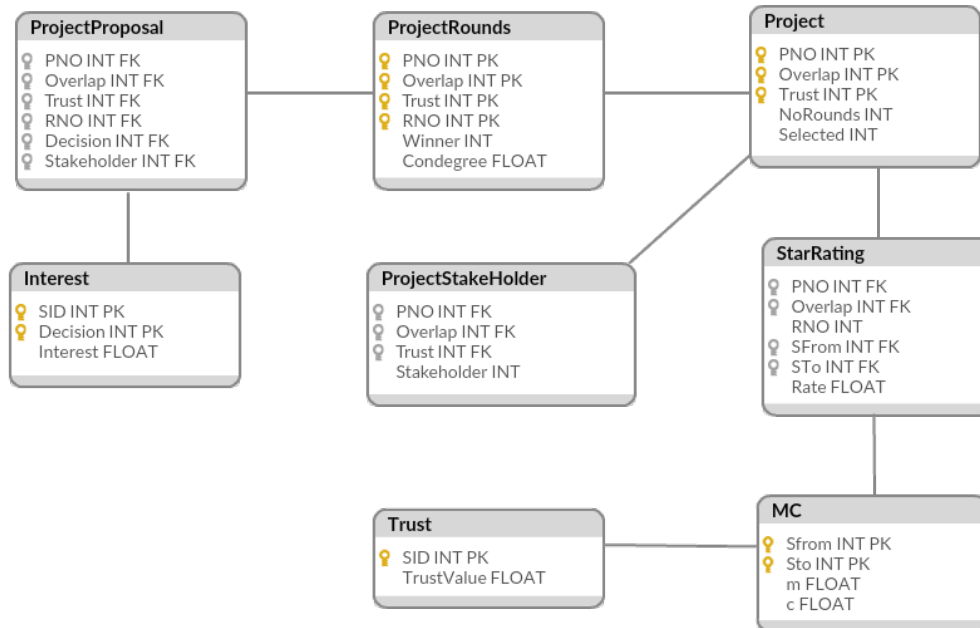 ProjectProposal
PNO INT FK
Overlap INT FK
Trust INT FK
RNO INT FK
Decision INT FK
Stakeholder INT FK
ProjectRounds
PNO INT PK
Overlap INT PK
Trust INT PK
RNO INT PK
Winner INT
Condegree FLOAT
Project
PNO INT PK
Overlap INT PK
Trust INT PK
NoRounds INT
Selected INT
Interest
SID INT PK
Decision INT PK
Interest FLOAT
ProjectStakeHolder
PNO INT FK
Overlap INT FK
Trust INT FK
Stakeholder INT
StarRating
PNO INT FK
Overlap INT FK
RNO INT
SFrom INT FK
STo INT FK
Rate FLOAT
Trust
SID INT PK
TrustValue FLOAT
MC
Sfrom INT PK
Sto INT PK
m FLOAT
c FLOAT